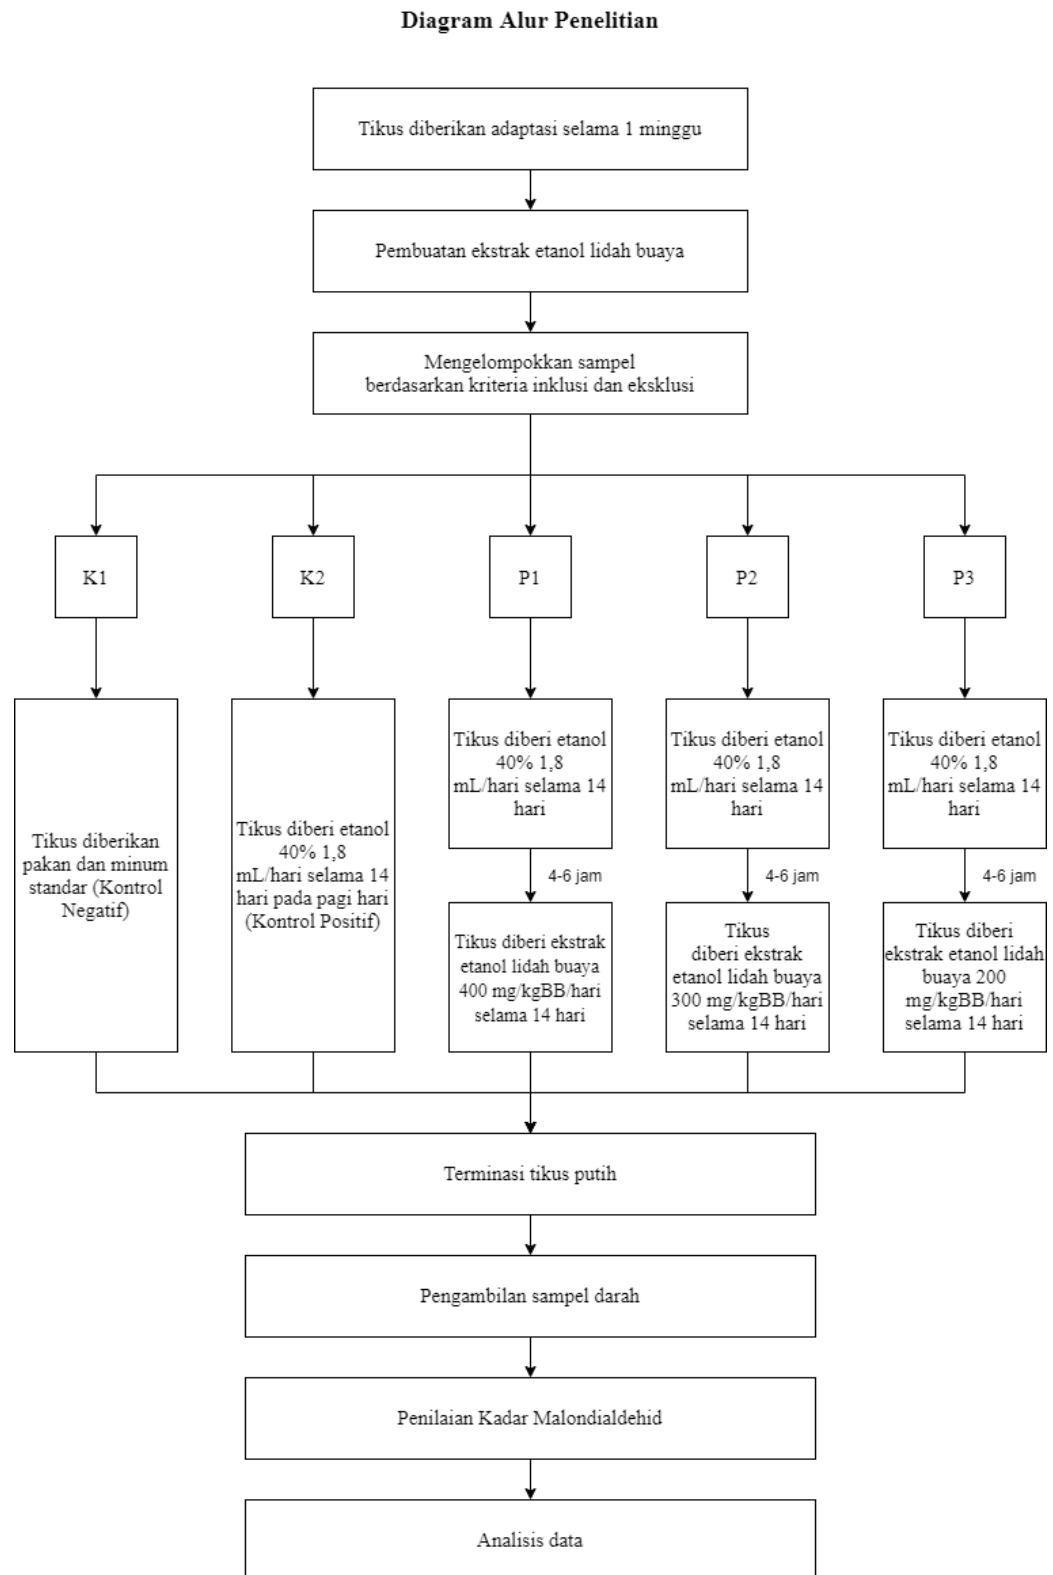 Diagram Alur Penelitian
Tikus diberikan adaptasi selama 1 minggu
Pembuatan ekstrak etanol lidah buaya
Mengelompokkan sampel
berdasarkan kriteria inklusi dan eksklusi
K1
K2
P1
P2
P3
Tikus diberikan
pakan dan minum
standar (Kontrol
Negatif)
Tikus diberi etanol
40% 1,8
mL/hari selama 14
hari pada pagi hari
(Kontrol Positif)
Tikus diberi etanol
40% 1,8
mL/hari selama 14
hari
4-6 jam
Tikus diberi ekstrak
etanol lidah buaya
400 mg/kgBB/hari
selama 14 hari
Tikus diberi etanol
40% 1,8
mL/hari selama 14
hari
4-6 jam
Tikus
diberi ekstrak
etanol lidah buaya
300 mg/kgBB/hari
selama 14 hari
Tikus diberi etanol
40% 1,8
mL/hari selama 14
hari
4-6 jam
Tikus diberi
ekstrak etanol lidah
buaya 200
mg/kgBB/hari
selama 14 hari
Terminasi tikus putih
Pengambilan sampel darah
Penilaian Kadar Malondialdehid
Analisis data